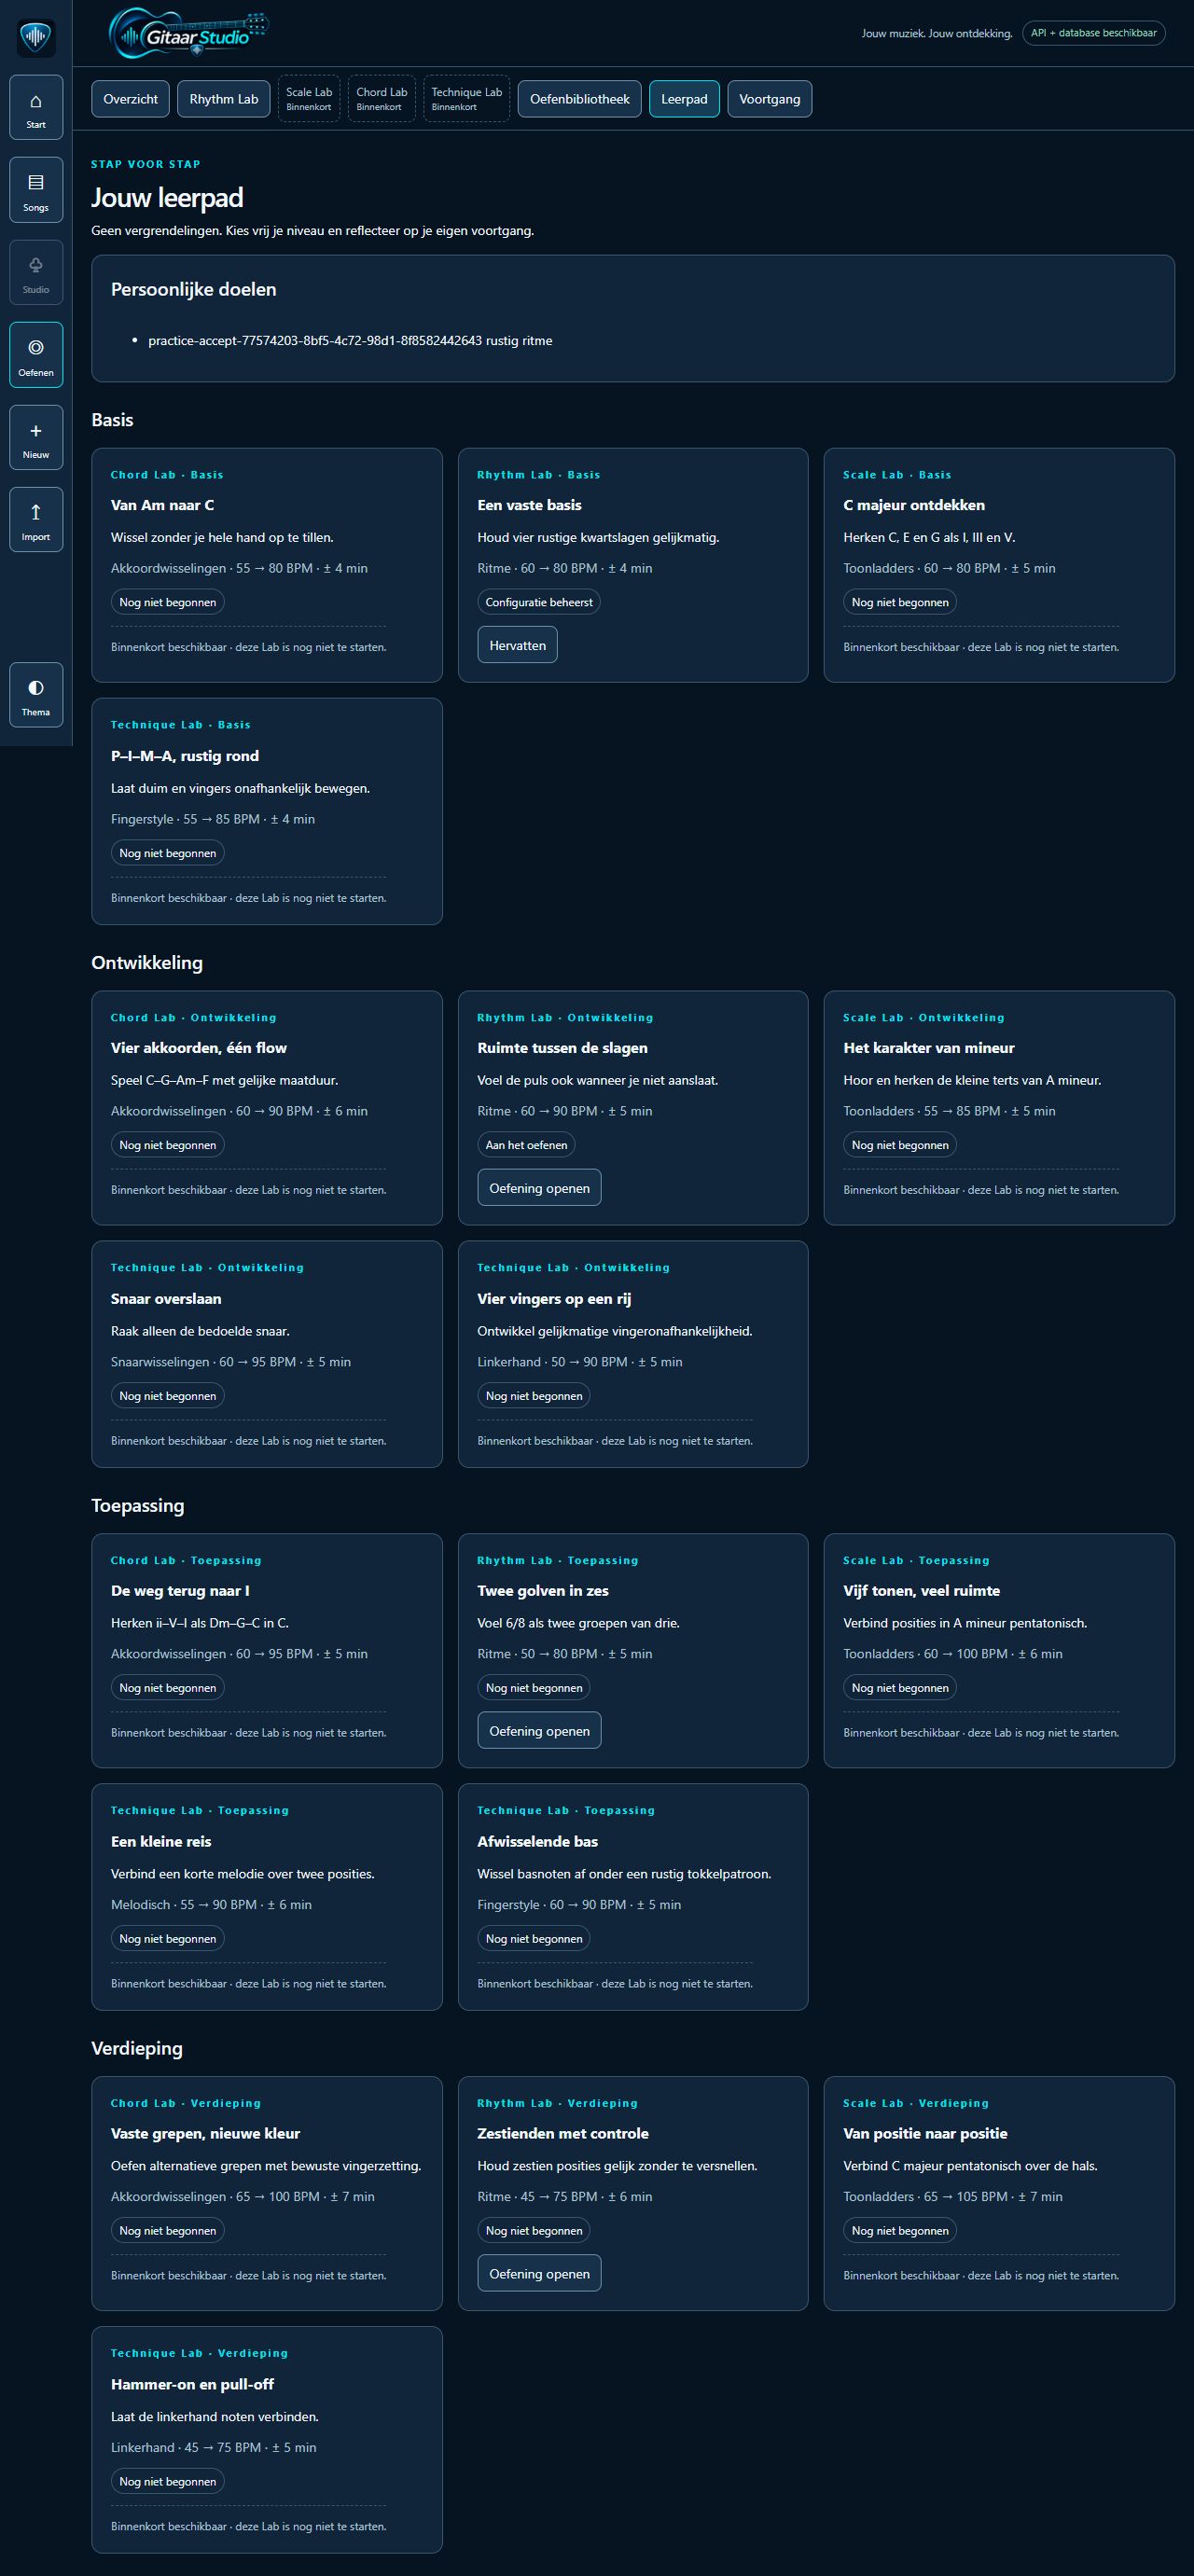 Gitaar Studio
Jouw muziek. Jouw ontdekking.
API + database beschikbaar
Start
Songs
Studio
Oefenen
Nieuw
Import
Thema
Overzicht
Rhythm Lab
Scale Lab
Binnenkort
Chord Lab
Binnenkort
Technique Lab
Binnenkort
Oefenbibliotheek
Leerpad
Voortgang
STAP VOOR STAP
Jouw leerpad
Geen vergrendelingen. Kies vrij je niveau en reflecteer op je eigen voortgang.
Persoonlijke doelen
• practice-accept-77574203-8bf5-4c72-98d1-8f8582442643 rustig ritme
Basis
Chord Lab · Basis
Van Am naar C
Wissel zonder je hele hand op te tillen.
Akkoordwisselingen · 55 → 80 BPM · ± 4 min
Nog niet begonnen
Binnenkort beschikbaar · deze Lab is nog niet te starten.
Rhythm Lab · Basis
Een vaste basis
Houd vier rustige kwartslagen gelijkmatig.
Ritme · 60 → 80 BPM · ± 4 min
Configuratie beheerst
Hervatten
Scale Lab · Basis
C majeur ontdekken
Herken C, E en G als I, III en V.
Toonladders · 60 → 80 BPM · ± 5 min
Nog niet begonnen
Binnenkort beschikbaar · deze Lab is nog niet te starten.
Technique Lab · Basis
P–I–M–A, rustig rond
Laat duim en vingers onafhankelijk bewegen.
Fingerstyle · 55 → 85 BPM · ± 4 min
Nog niet begonnen
Binnenkort beschikbaar · deze Lab is nog niet te starten.
Ontwikkeling
Chord Lab · Ontwikkeling
Vier akkoorden, één flow
Speel C–G–Am–F met gelijke maatduur.
Akkoordwisselingen · 60 → 90 BPM · ± 6 min
Nog niet begonnen
Binnenkort beschikbaar · deze Lab is nog niet te starten.
Rhythm Lab · Ontwikkeling
Ruimte tussen de slagen
Voel de puls ook wanneer je niet aanslaat.
Ritme · 60 → 90 BPM · ± 5 min
Aan het oefenen
Oefening openen
Scale Lab · Ontwikkeling
Het karakter van mineur
Hoor en herken de kleine terts van A mineur.
Toonladders · 55 → 85 BPM · ± 5 min
Nog niet begonnen
Binnenkort beschikbaar · deze Lab is nog niet te starten.
Technique Lab · Ontwikkeling
Snaar overslaan
Raak alleen de bedoelde snaar.
Snaarwisselingen · 60 → 95 BPM · ± 5 min
Nog niet begonnen
Binnenkort beschikbaar · deze Lab is nog niet te starten.
Technique Lab · Ontwikkeling
Vier vingers op een rij
Ontwikkel gelijkmatige vingeronafhankelijkheid.
Linkerhand · 50 → 90 BPM · ± 5 min
Nog niet begonnen
Binnenkort beschikbaar · deze Lab is nog niet te starten.
Toepassing
Chord Lab · Toepassing
De weg terug naar I
Herken ii–V–I als Dm–G–C in C.
Akkoordwisselingen · 60 → 95 BPM · ± 5 min
Nog niet begonnen
Binnenkort beschikbaar · deze Lab is nog niet te starten.
Rhythm Lab · Toepassing
Twee golven in zes
Voel 6/8 als twee groepen van drie.
Ritme · 50 → 80 BPM · ± 5 min
Nog niet begonnen
Oefening openen
Scale Lab · Toepassing
Vijf tonen, veel ruimte
Verbind posities in A mineur pentatonisch.
Toonladders · 60 → 100 BPM · ± 6 min
Nog niet begonnen
Binnenkort beschikbaar · deze Lab is nog niet te starten.
Technique Lab · Toepassing
Een kleine reis
Verbind een korte melodie over twee posities.
Melodisch · 55 → 90 BPM · ± 6 min
Nog niet begonnen
Binnenkort beschikbaar · deze Lab is nog niet te starten.
Technique Lab · Toepassing
Afwisselende bas
Wissel basnoten af onder een rustig tokkelpatroon.
Fingerstyle · 60 → 90 BPM · ± 5 min
Nog niet begonnen
Binnenkort beschikbaar · deze Lab is nog niet te starten.
Verdieping
Chord Lab · Verdieping
Vaste grepen, nieuwe kleur
Oefen alternatieve grepen met bewuste vingerzetting.
Akkoordwisselingen · 65 → 100 BPM · ± 7 min
Nog niet begonnen
Binnenkort beschikbaar · deze Lab is nog niet te starten.
Rhythm Lab · Verdieping
Zestienden met controle
Houd zestien posities gelijk zonder te versnellen.
Ritme · 45 → 75 BPM · ± 6 min
Nog niet begonnen
Oefening openen
Scale Lab · Verdieping
Van positie naar positie
Verbind C majeur pentatonisch over de hals.
Toonladders · 65 → 105 BPM · ± 7 min
Nog niet begonnen
Binnenkort beschikbaar · deze Lab is nog niet te starten.
Technique Lab · Verdieping
Hammer-on en pull-off
Laat de linkerhand noten verbinden.
Linkerhand · 45 → 75 BPM · ± 5 min
Nog niet begonnen
Binnenkort beschikbaar · deze Lab is nog niet te starten.